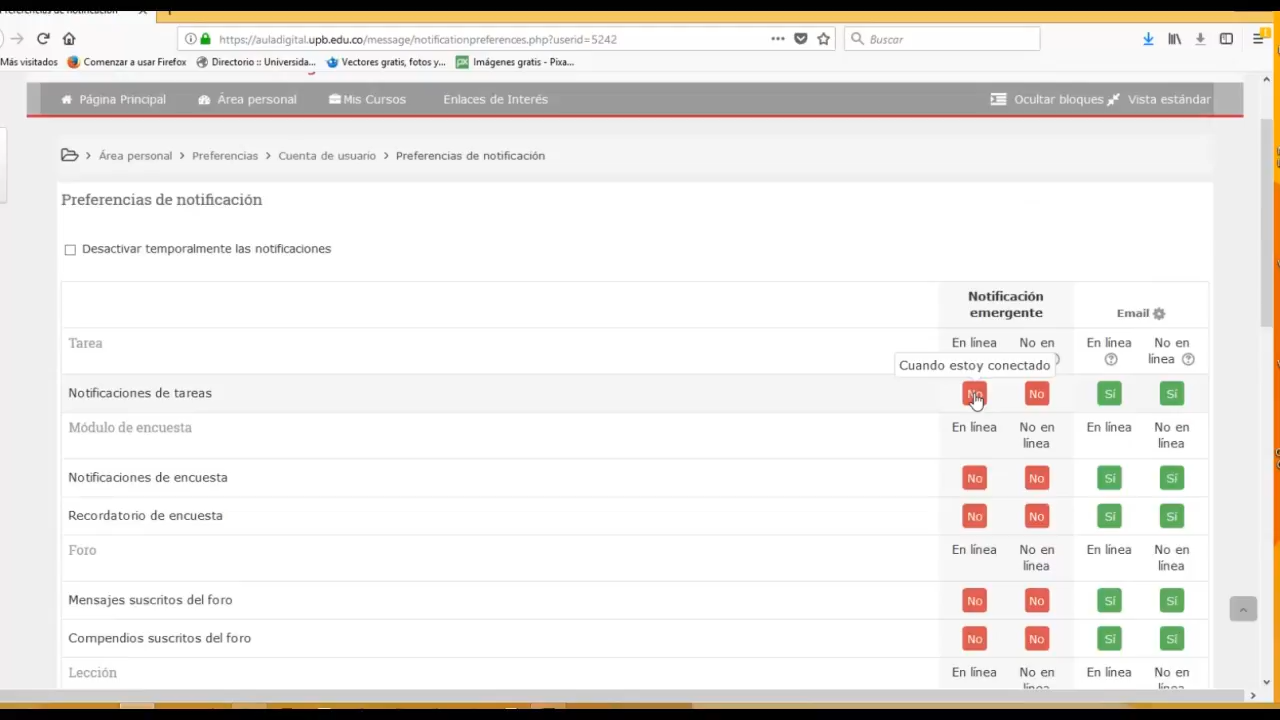 Preferencias de notificación
https://auladigital.upb.edu.co/message/notificationpreferences.php?userid=5242
Buscar
Más visitados Comenzar a usar Firefox Directorio :: Universida... Vectores gratis, fotos y... Imágenes gratis - Pixa...
Página Principal Área personal Mis Cursos Enlaces de Interés Ocultar bloques Vista estándar
Área personal > Preferencias > Cuenta de usuario > Preferencias de notificación
Preferencias de notificación
Desactivar temporalmente las notificaciones
Notificación
emergente
Email
Tarea En línea No en En línea No en
línea
Cuando estoy conectado
Notificaciones de tareas No No Sí Sí
Módulo de encuesta En línea No en En línea No en
línea línea
Notificaciones de encuesta No No Sí Sí
Recordatorio de encuesta No No Sí Sí
Foro En línea No en En línea No en
línea línea
Mensajes suscritos del foro No No Sí Sí
Compendios suscritos del foro No No Sí Sí
Lección En línea No en En línea No en
línea línea